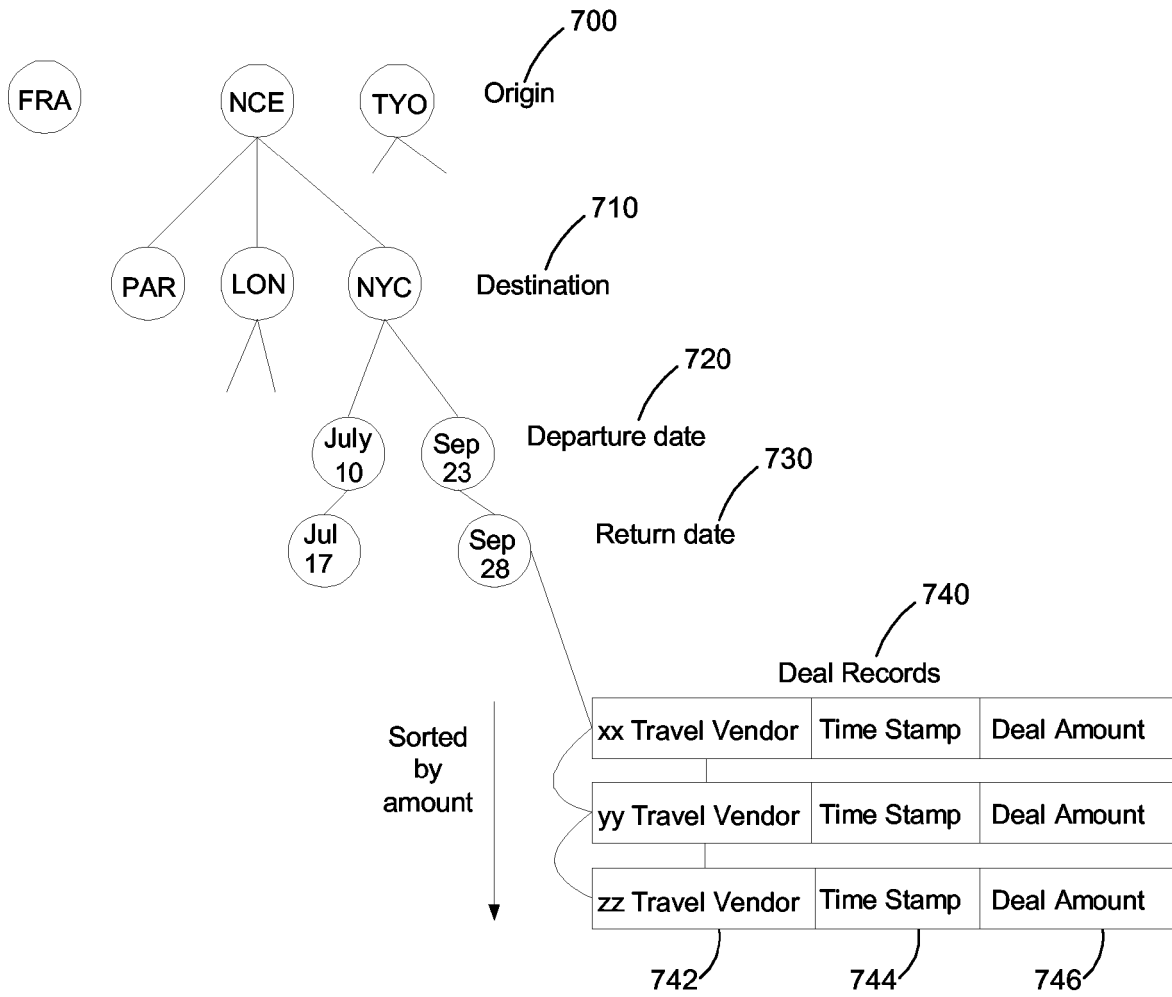 700
FRA
NCE
TYO
Origin
710
PAR
LON
NYC
Destination
720
July
10
Sep
23
Departure date
730
Jul
17
Sep
28
Return date
740
Deal Records
Sorted
by
amount
xx Travel Vendor
Time Stamp
Deal Amount
yy Travel Vendor
Time Stamp
Deal Amount
zz Travel Vendor
Time Stamp
Deal Amount
742
744
746